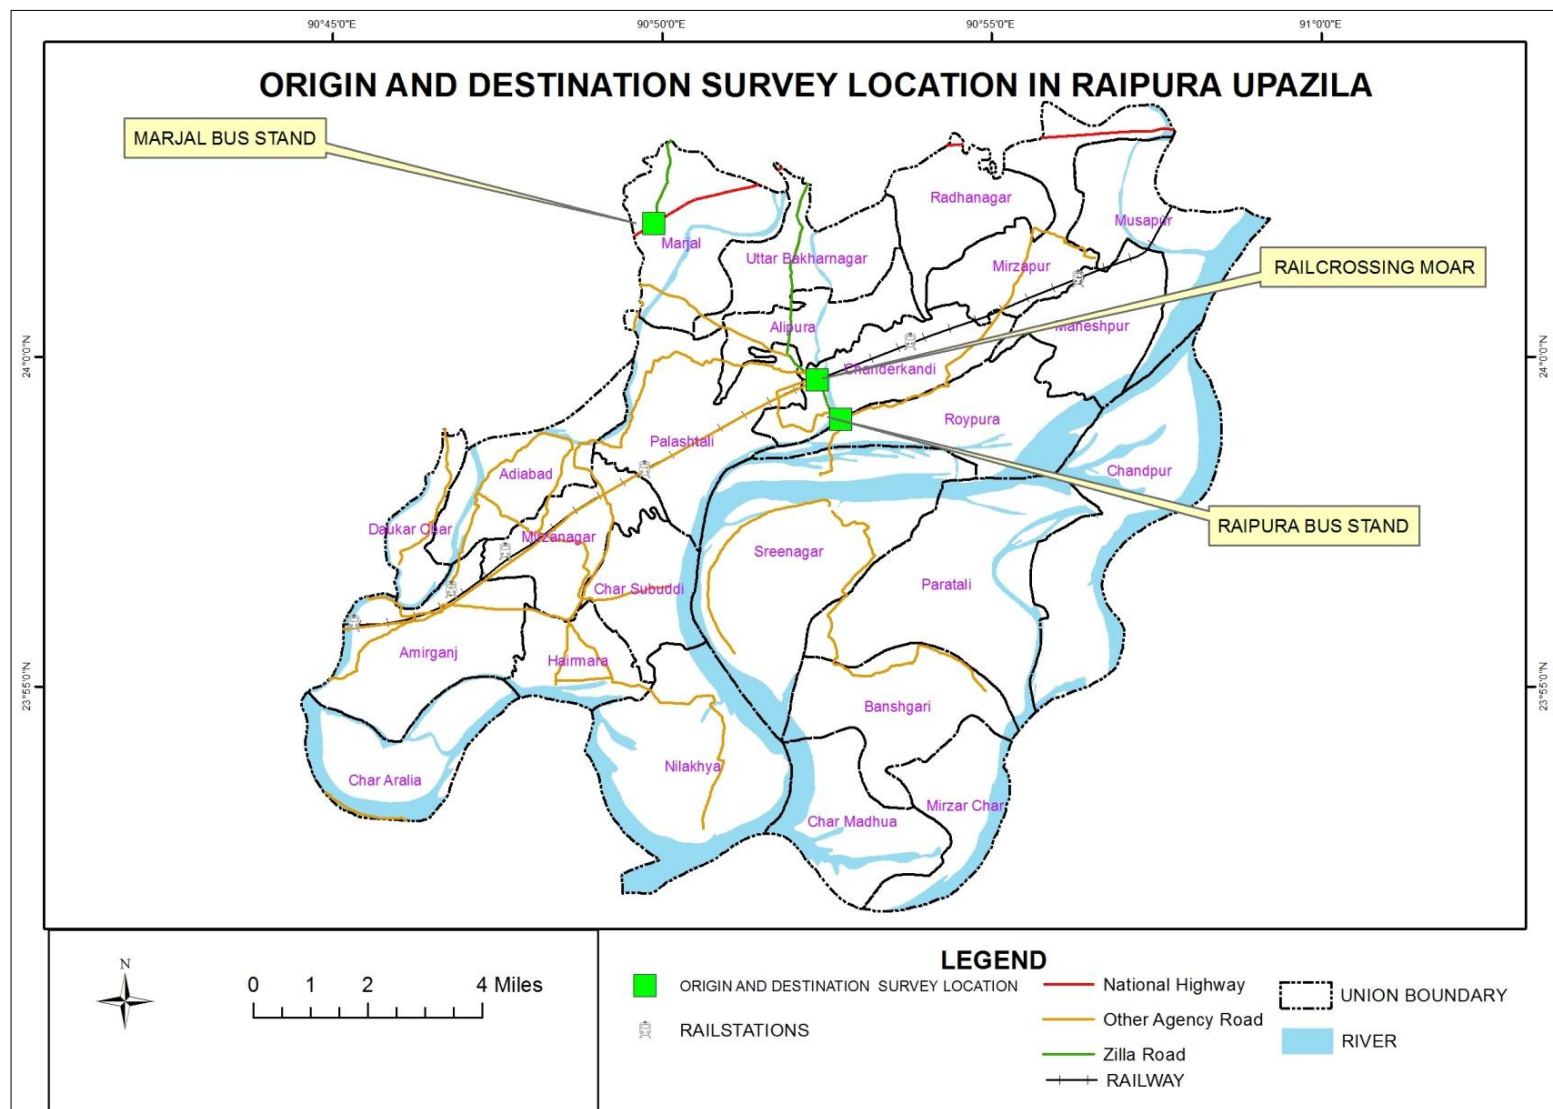 90°45'0"E
90°50'0"E
90°55'0"E
91°0'0"E
ORIGIN AND DESTINATION SURVEY LOCATION IN RAIPURA UPAZILA
MARJAL BUS STAND
Radhanagar
Musapur
Marjal
Uttar Bakharnagar
Mirzapur
RAILCROSSING MOAR
Alipura
Maheshpur
24°0'0"N
24°0'0"N
Chanderkandi
Roypura
Palashtali
Adiabad
Chandpur
Daukar Char
Mirzanagar
RAIPURA BUS STAND
Sreenagar
Char Subuddi
Paratali
Amirganj
Hairmara
23°55'0"N
23°55'0"N
Banshgari
Nilakhya
Char Aralia
Mirzar Char
Char Madhua
LEGEND
N
0 1 2 4 Miles
ORIGIN AND DESTINATION SURVEY LOCATION
RAILSTATIONS
National Highway
Other Agency Road
Zilla Road
RAILWAY
UNION BOUNDARY
RIVER